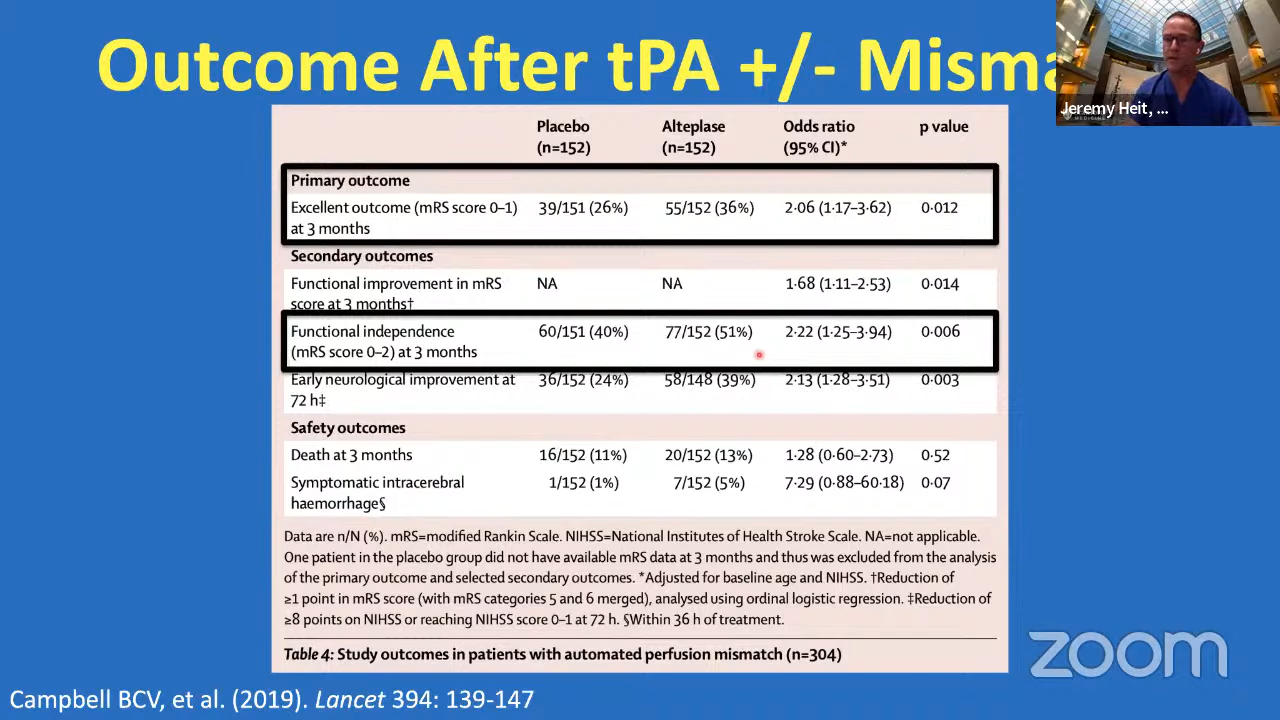 Outcome After tPA +/- Misma
Jeremy Heit, ...
Placebo (n=152)
Alteplase (n=152)
Odds ratio (95% CI)*
p value
Primary outcome
Excellent outcome (mRS score 0–1) at 3 months 39/151 (26%) 55/152 (36%) 2·06 (1·17–3·62) 0·012
Secondary outcomes
Functional improvement in mRS score at 3 months† NA NA 1·68 (1·11–2·53) 0·014
Functional independence (mRS score 0–2) at 3 months 60/151 (40%) 77/152 (51%) 2·22 (1·25–3·94) 0·006
Early neurological improvement at 72 h‡ 36/152 (24%) 58/148 (39%) 2·13 (1·28–3·51) 0·003
Safety outcomes
Death at 3 months 16/152 (11%) 20/152 (13%) 1·28 (0·60–2·73) 0·52
Symptomatic intracerebral haemorrhage§ 1/152 (1%) 7/152 (5%) 7·29 (0·88–60·18) 0·07
Data are n/N (%). mRS=modified Rankin Scale. NIHSS=National Institutes of Health Stroke Scale. NA=not applicable.
One patient in the placebo group did not have available mRS data at 3 months and thus was excluded from the analysis
of the primary outcome and selected secondary outcomes. *Adjusted for baseline age and NIHSS. †Reduction of
≥1 point in mRS score (with mRS categories 5 and 6 merged), analysed using ordinal logistic regression. ‡Reduction of
≥8 points on NIHSS or reaching NIHSS score 0–1 at 72 h. §Within 36 h of treatment.
Table 4: Study outcomes in patients with automated perfusion mismatch (n=304)
zoom
Campbell BCV, et al. (2019). Lancet 394: 139-147